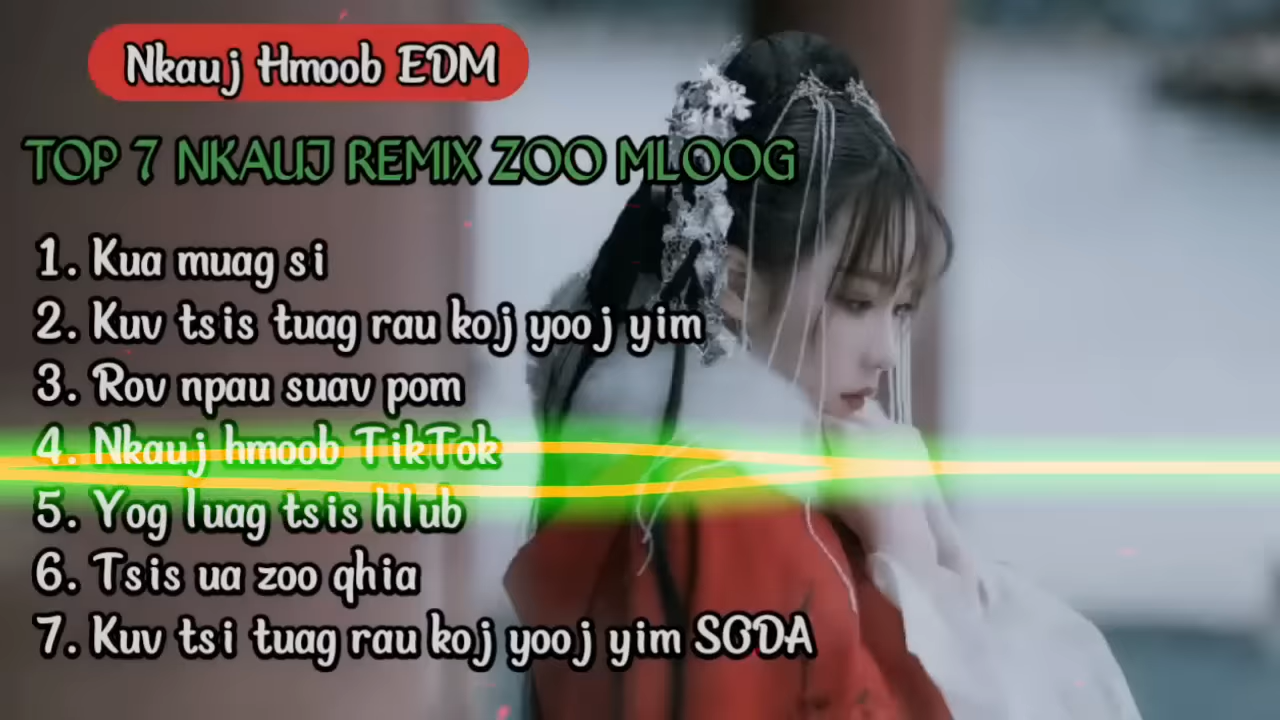 Nkauj Hmoob EDM
TOP 7 NKAUJ REMIX ZOO MLOOG
1. Kua muag si
2. Kuv tsis tuag rau koj yooj yim
3. Rov npau suav pom
4. Nkauj hmoob TikTok
5. Yog luag tsis hlub
6. Tsis ua zoo qhia
7. Kuv tsi tuag rau koj yooj yim SODA